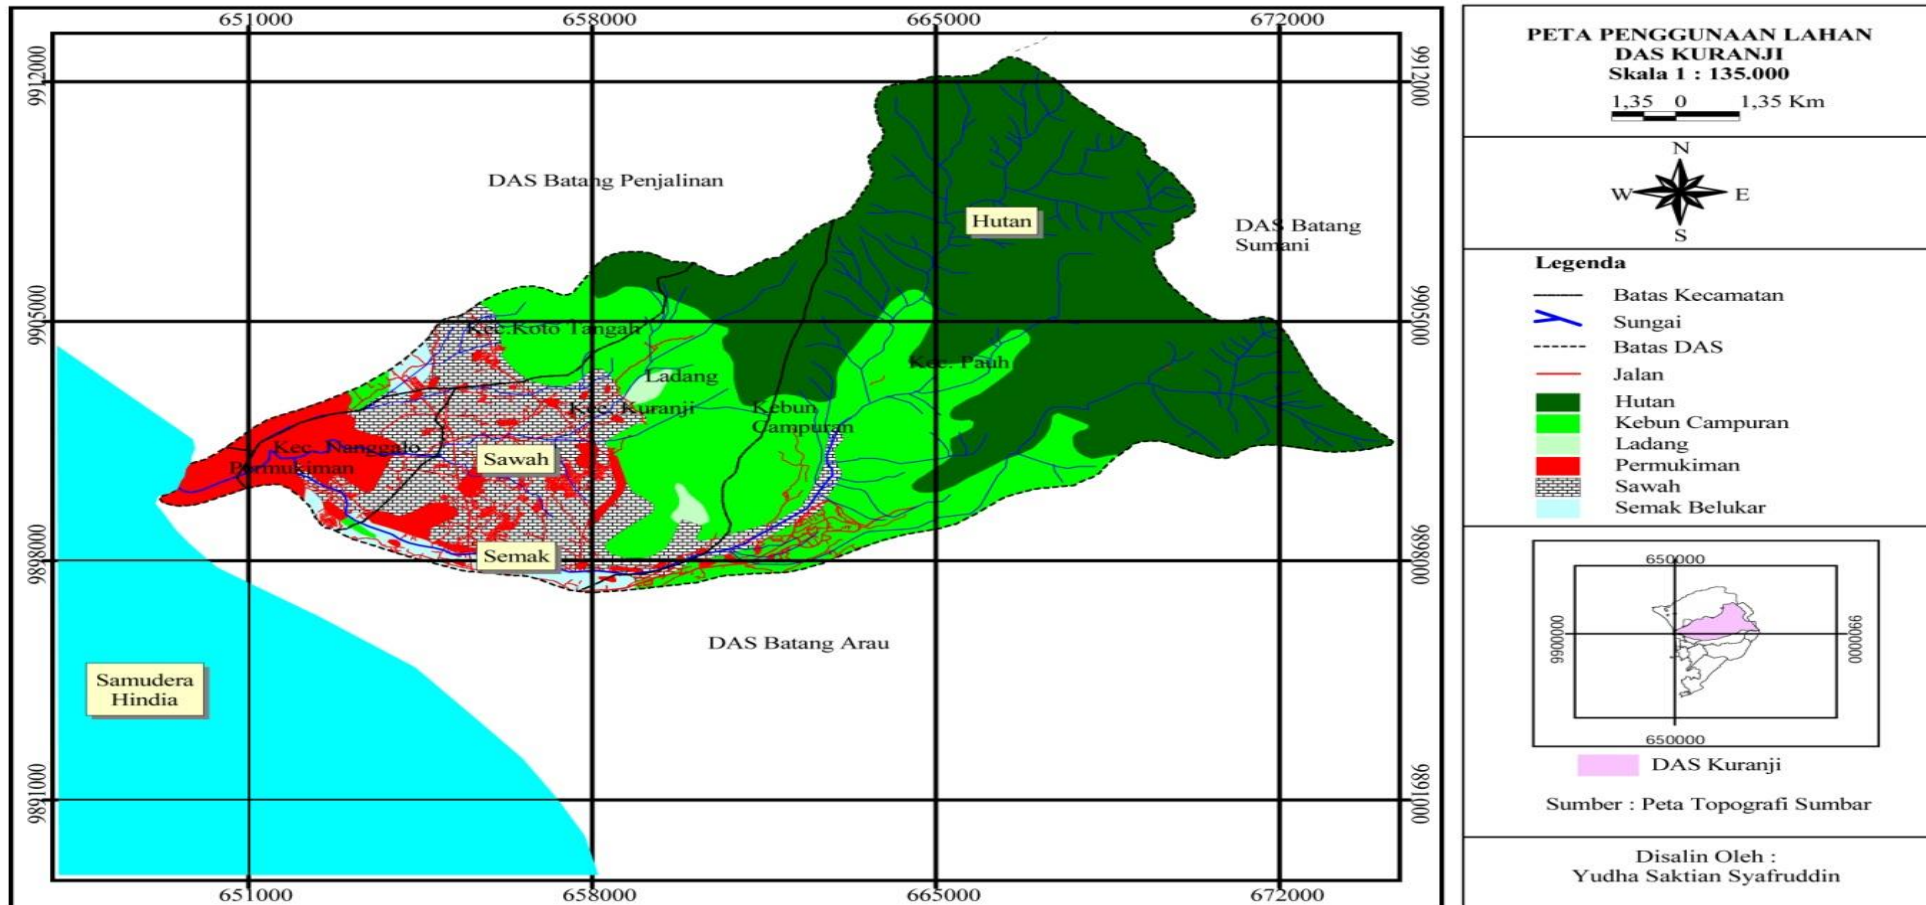 651000
658000
665000
672000
9912000
9912000
DAS Batang Penjalinan
Hutan
DAS Batang
Sumani
9905000
9905000
Kec.Koto Tangah
Kec. Pauh
Ladang
Kec. Kuranji
Kebun
Campuran
Kec. Nanggalo
Permukiman
Sawah
Semak
9898000
9898000
DAS Batang Arau
Samudera
Hindia
9891000
9891000
651000
658000
665000
672000
PETA PENGGUNAAN LAHAN
DAS KURANJI
Skala 1 : 135.000
1,35 0 1,35 Km
N
W E
S
Legenda
Batas Kecamatan
Sungai
Batas DAS
Jalan
Hutan
Kebun Campuran
Ladang
Permukiman
Sawah
Semak Belukar
650000
9900000
9900000
650000
DAS Kuranji
Sumber : Peta Topografi Sumbar
Disalin Oleh :
Yudha Saktian Syafruddin